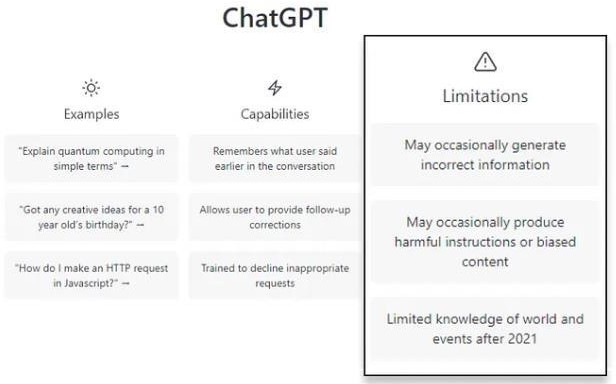 ChatGPT
Examples
"Explain quantum computing in
simple terms" →
"Got any creative ideas for a 10
year old's birthday?" →
"How do I make an HTTP request
in Javascript?" →
Capabilities
Remembers what user said
earlier in the conversation
Allows user to provide follow-up
corrections
Trained to decline inappropriate
requests
Limitations
May occasionally generate
incorrect information
May occasionally produce
harmful instructions or biased
content
Limited knowledge of world and
events after 2021